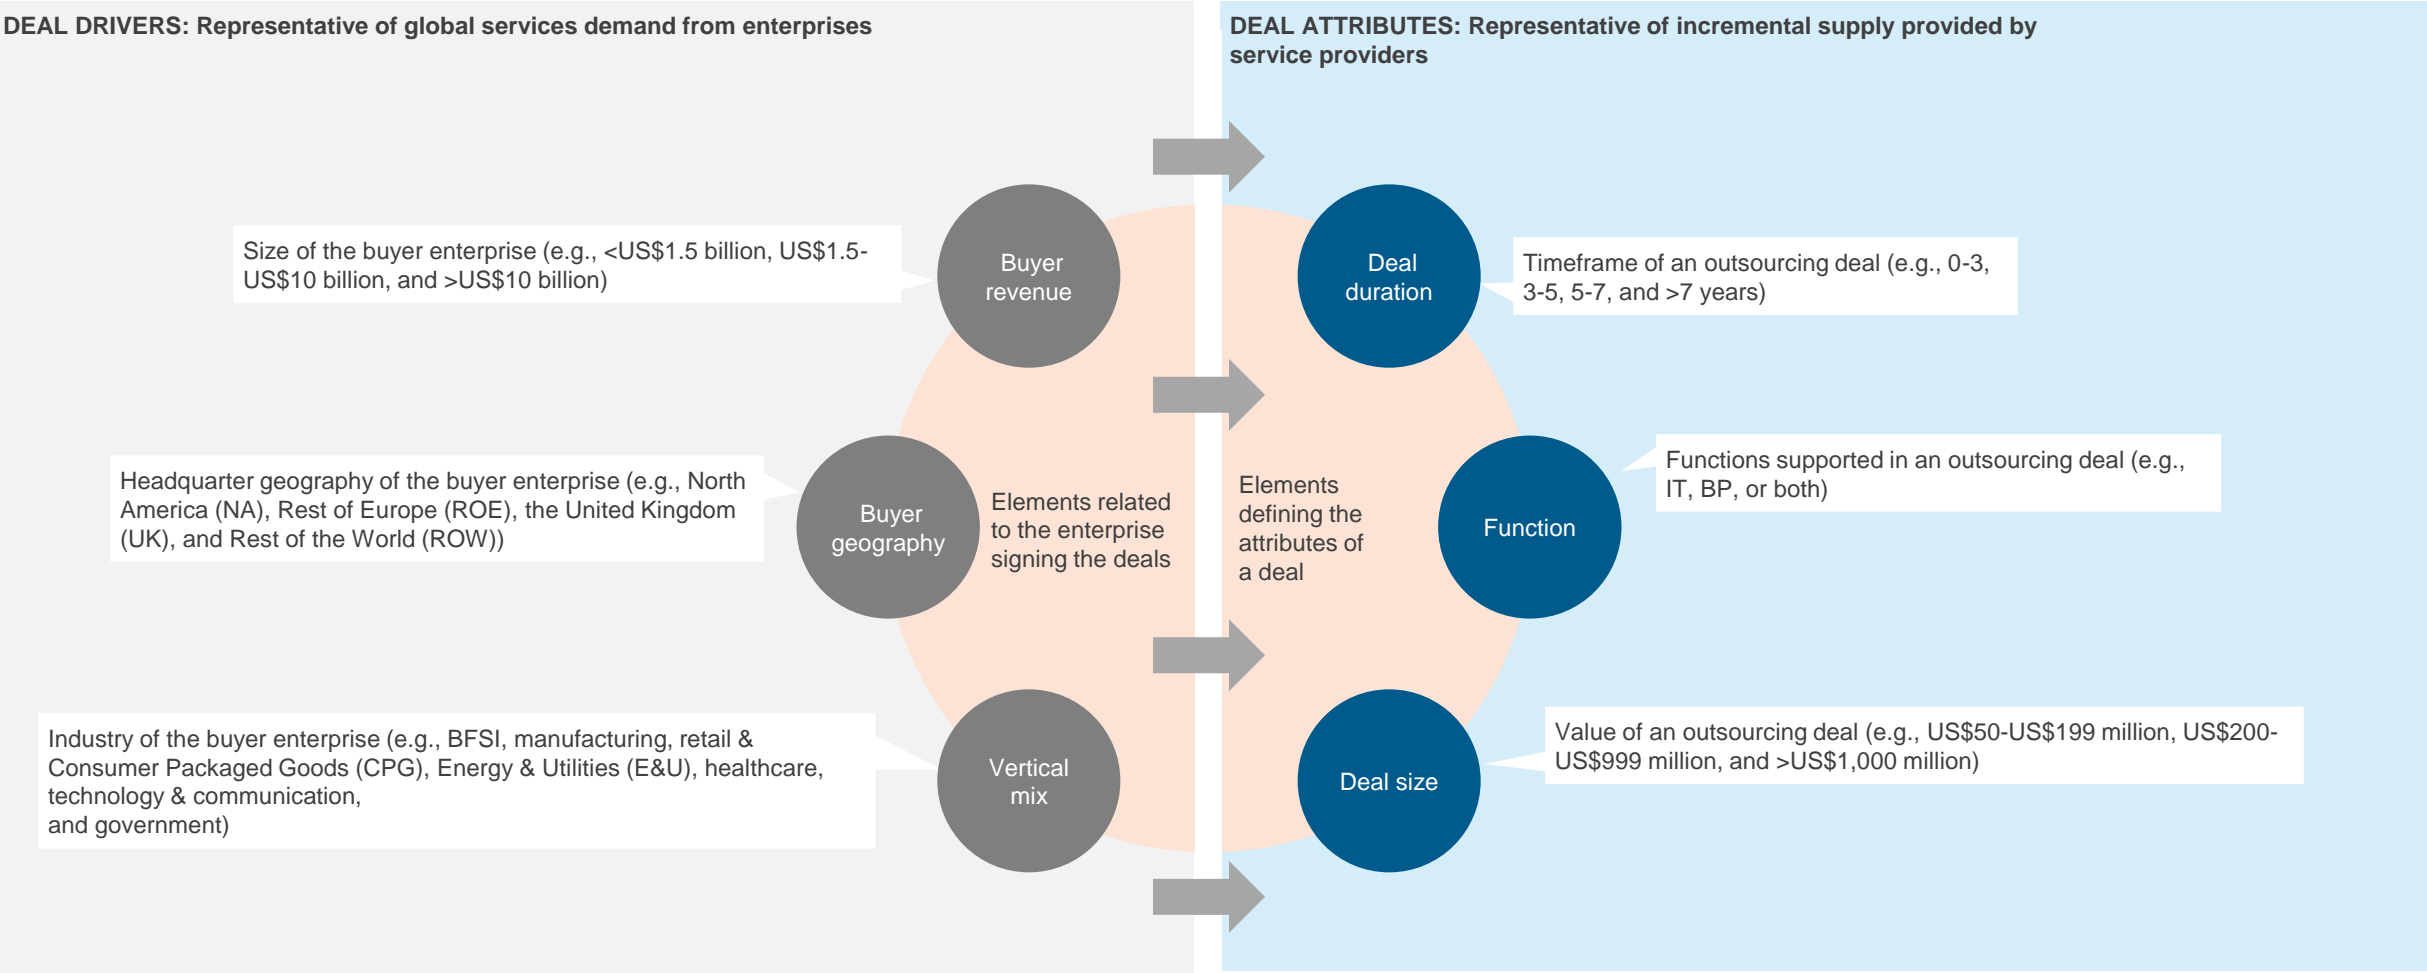 DEAL DRIVERS: Representative of global services demand from enterprises
Size of the buyer enterprise (e.g., <US$1.5 billion, US$1.5-
US$10 billion, and >US$10 billion)
Buyer
revenue
Headquarter geography of the buyer enterprise (e.g., North
America (NA), Rest of Europe (ROE), the United Kingdom
(UK), and Rest of the World (ROW))
Buyer
geography
Elements related
to the enterprise
signing the deals
Industry of the buyer enterprise (e.g., BFSI, manufacturing, retail &
Consumer Packaged Goods (CPG), Energy & Utilities (E&U), healthcare,
technology & communication,
and government)
Vertical
mix
DEAL ATTRIBUTES: Representative of incremental supply provided by
service providers
Deal
duration
Timeframe of an outsourcing deal (e.g., 0-3,
3-5, 5-7, and >7 years)
Elements
defining the
attributes of
a deal
Function
Functions supported in an outsourcing deal (e.g.,
IT, BP, or both)
Deal size
Value of an outsourcing deal (e.g., US$50-US$199 million, US$200-
US$999 million, and >US$1,000 million)